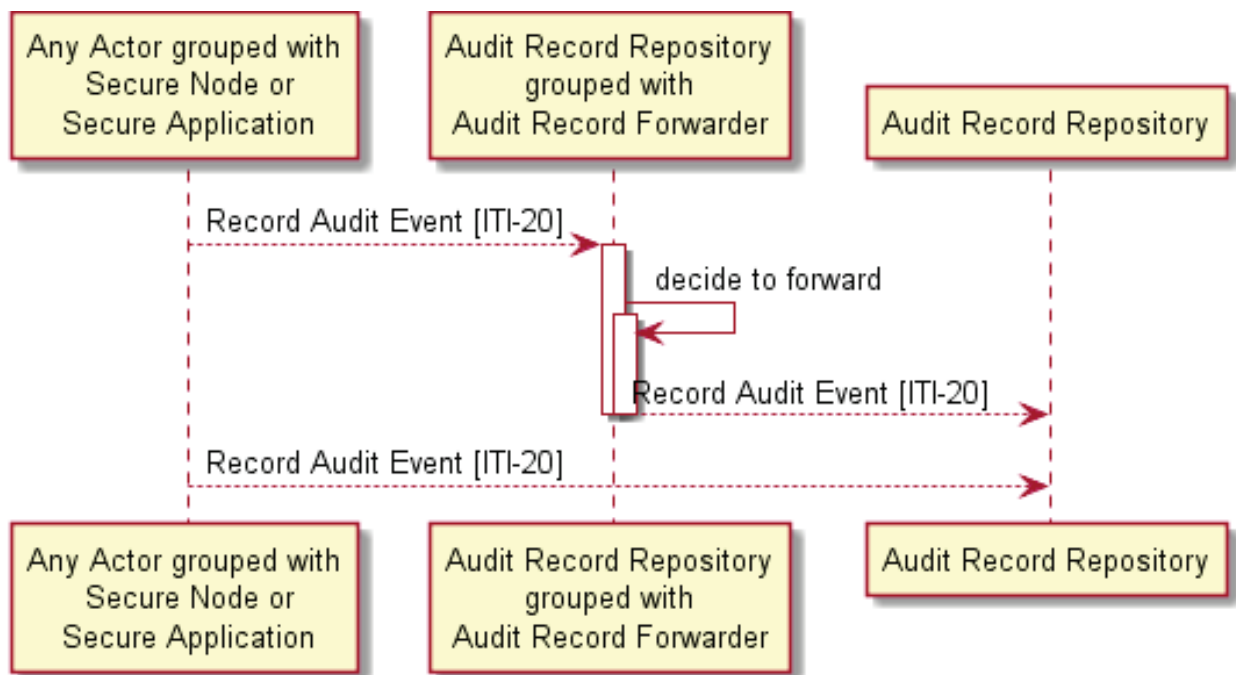 Any Actor grouped with
Secure Node or
Secure Application
Audit Record Repository
grouped with
Audit Record Forwarder
Audit Record Repository
Record Audit Event [ITI-20]
decide to forward
Record Audit Event [ITI-20]
Record Audit Event [ITI-20]
Any Actor grouped with
Secure Node or
Secure Application
Audit Record Repository
grouped with
Audit Record Forwarder
Audit Record Repository